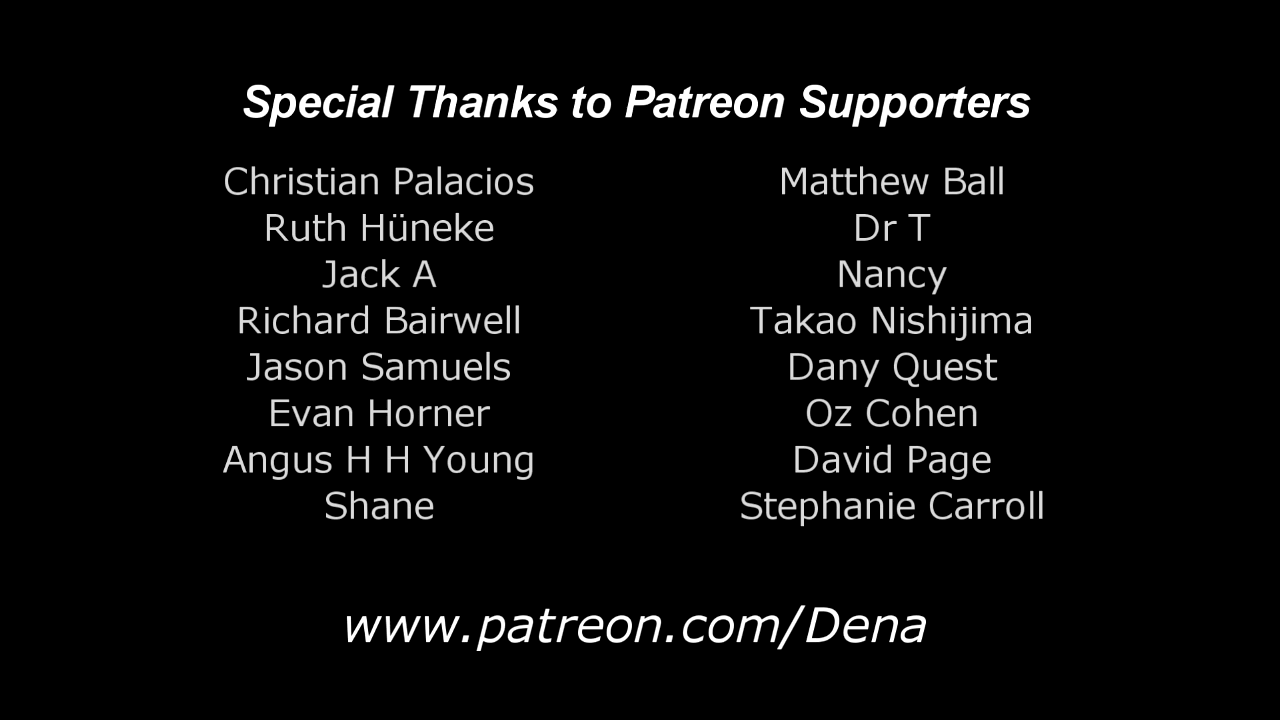 Special Thanks to Patreon Supporters
Christian Palacios
Ruth Hüneke
Jack A
Richard Bairwell
Jason Samuels
Evan Horner
Angus H H Young
Shane
Matthew Ball
Dr T
Nancy
Takao Nishijima
Dany Quest
Oz Cohen
David Page
Stephanie Carroll
www.patreon.com/Dena